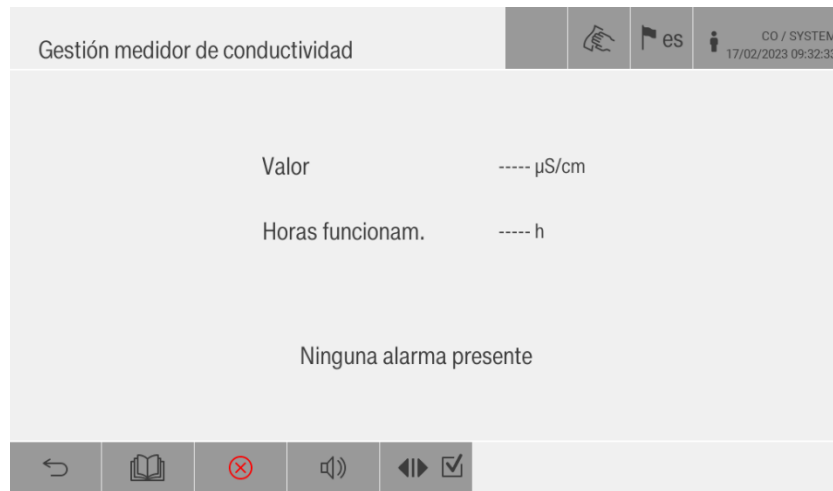 Gestión medidor de conductividad
es
CO / SYSTEM
17/02/2023 09:32:33
Valor ----- µS/cm
Horas funcionam. ----- h
Ninguna alarma presente